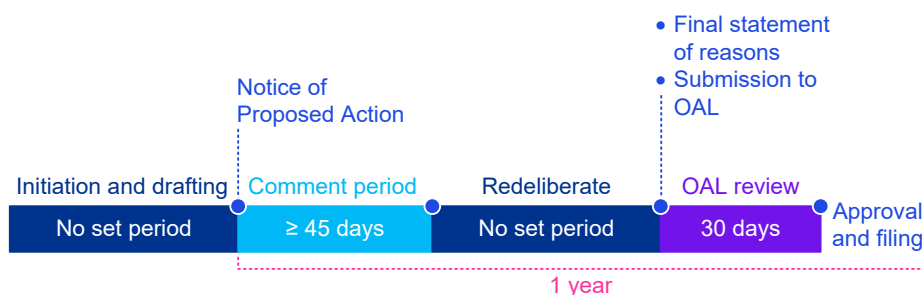 • Final statement
of reasons
• Submission to
OAL
Notice of
Proposed Action
Initiation and drafting
Comment period
Redeliberate
OAL review
No set period
≥ 45 days
No set period
30 days
Approval
and filing
1 year